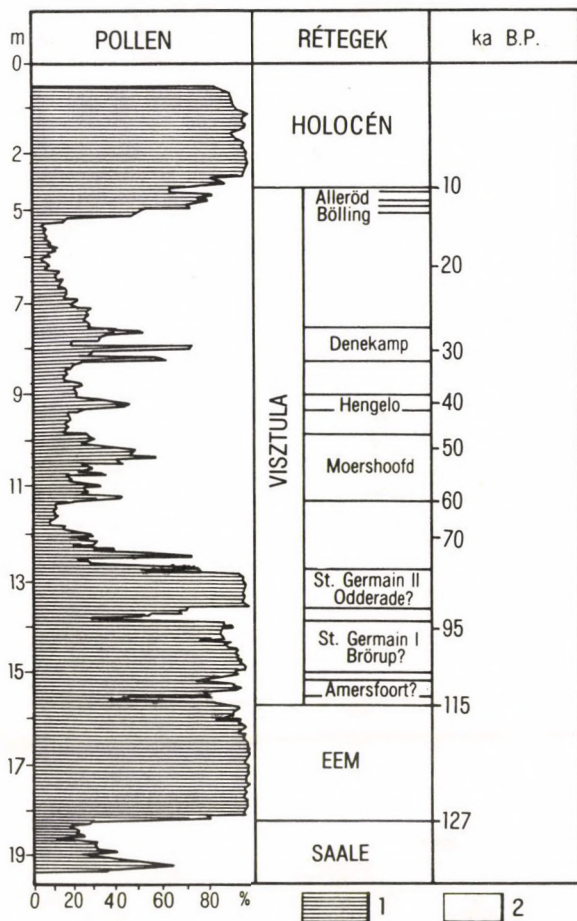 m POLLEN RÉTEGEK ka B.P.
0
HOLOCÉN
2
10
Alleröd
Bölling
5
20
7
Denekamp
30
9
Hengelo
40
VISZTULA
50
Moershoofd
11
60
70
13
St. Germain II
Odderade?
95
St. Germain I
Brörup?
15
Amersfoort?
115
EEM
17
127
19
SAALE
0 20 40 60 80 %
1 2